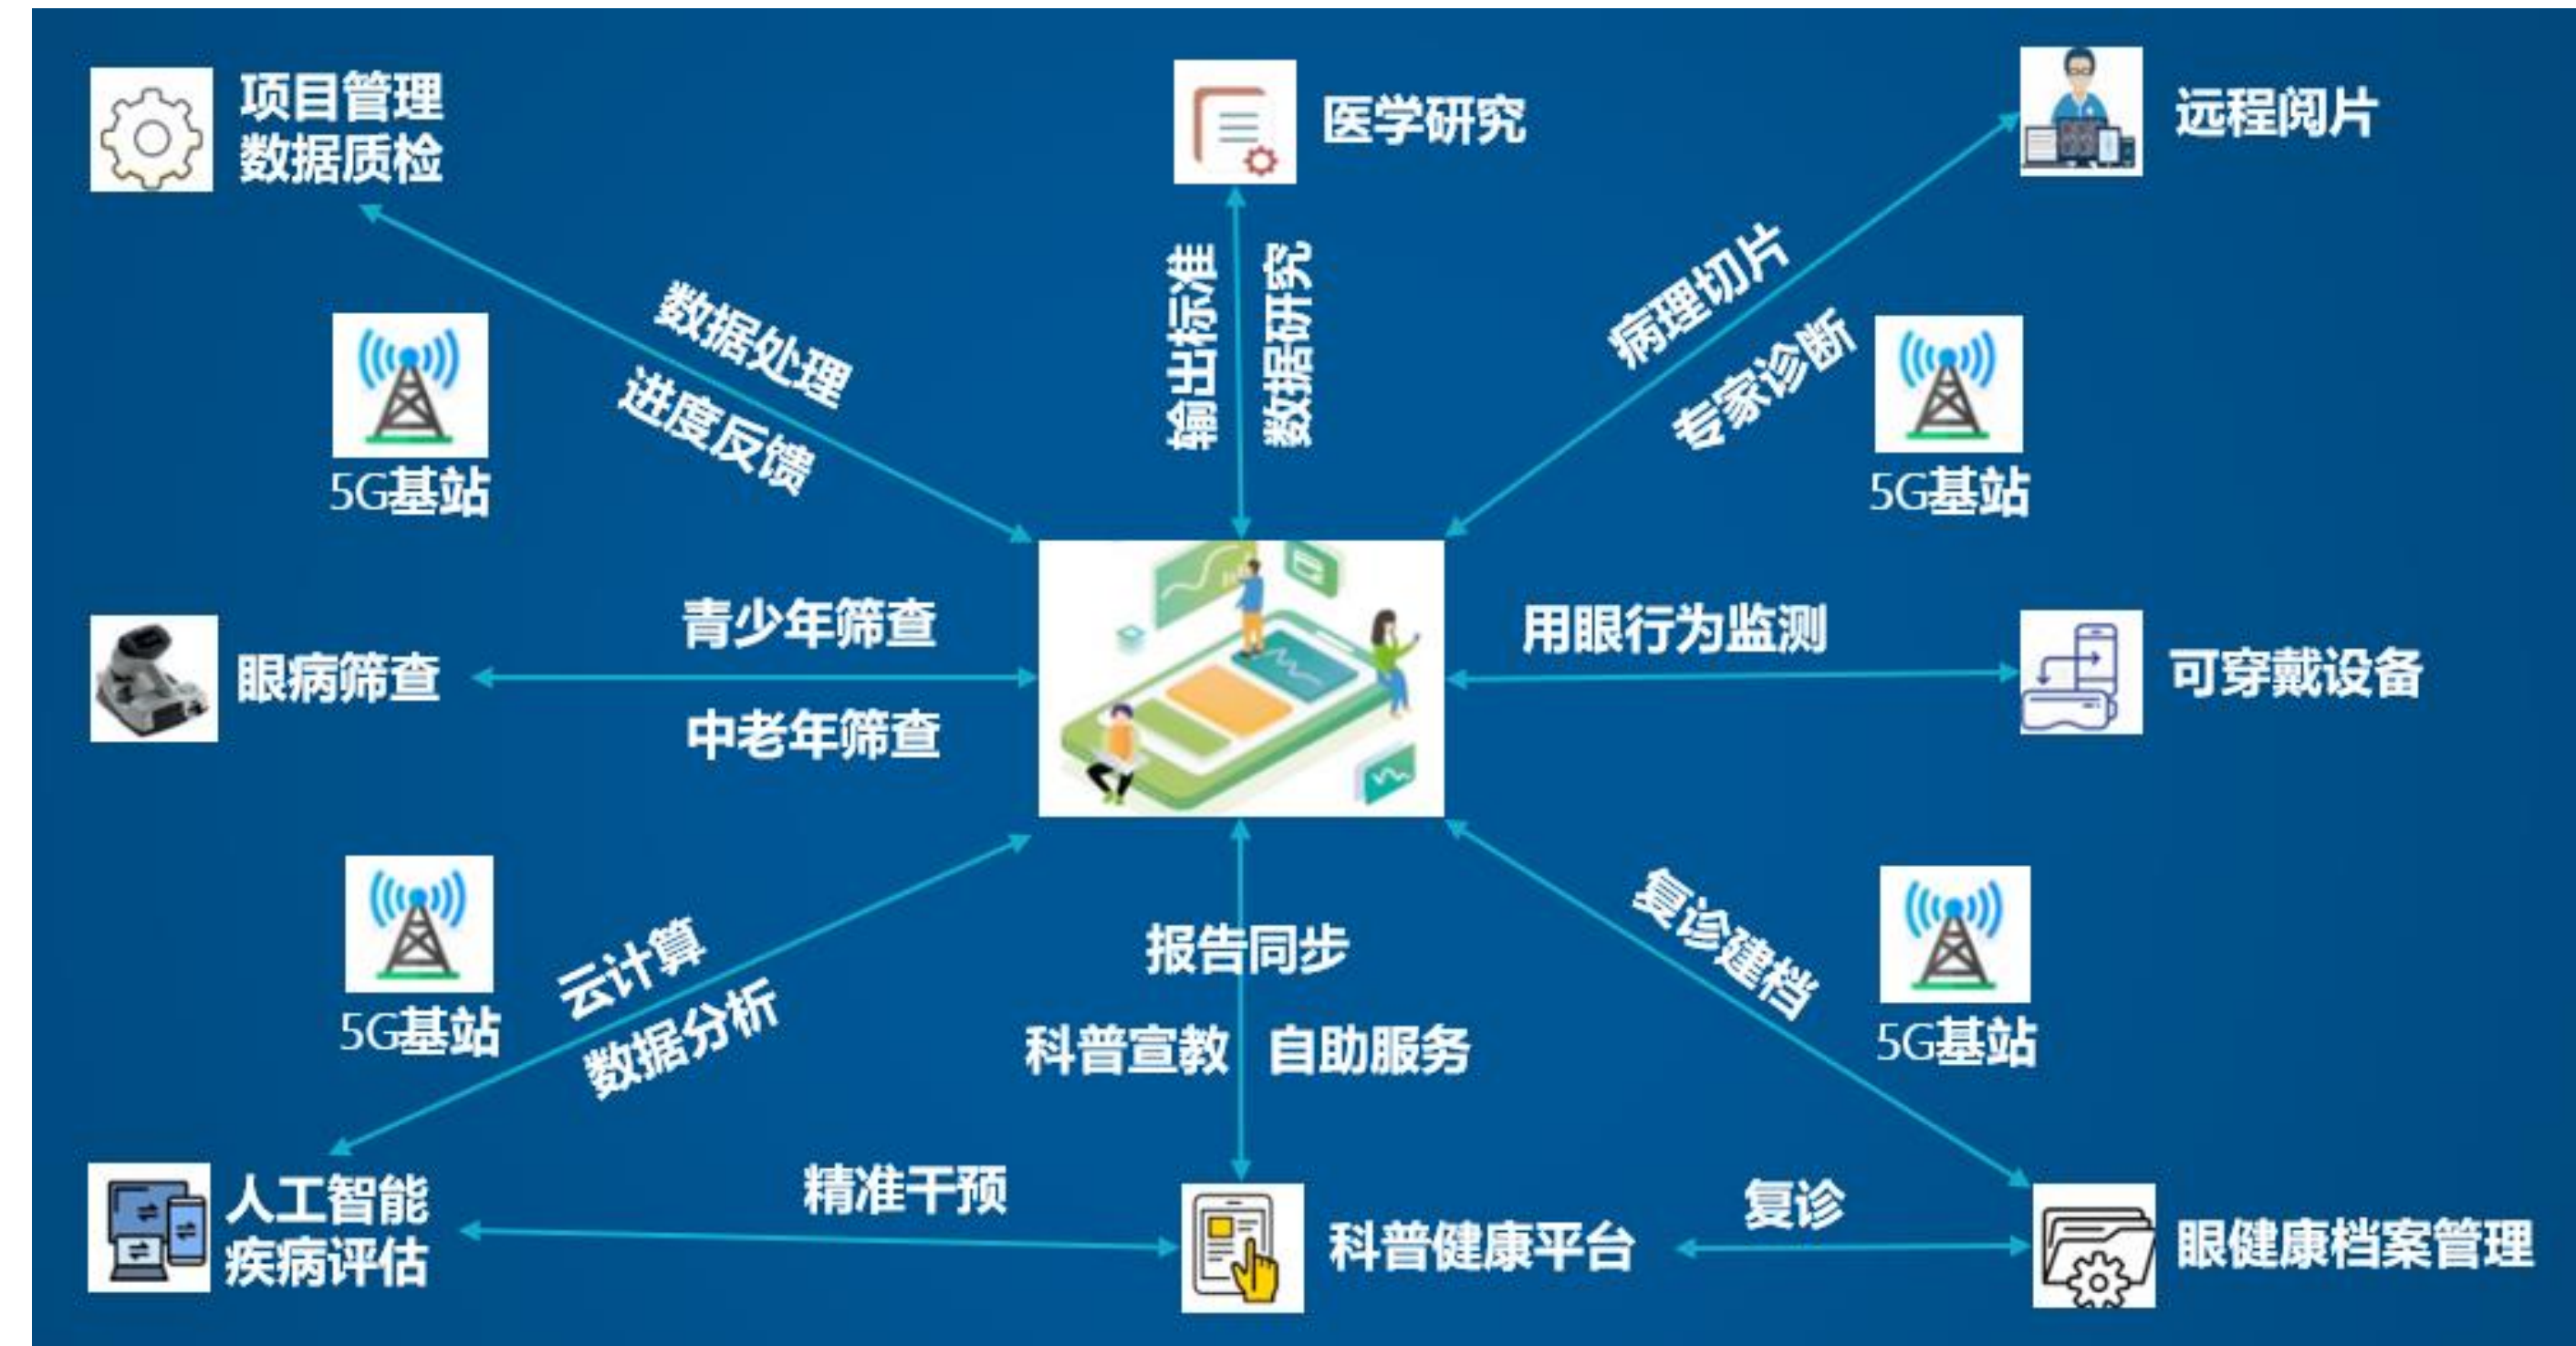 项目管理
数据质检
医学研究
远程阅片
数据处理
进度反馈
输出标准
数据研究
病理切片
专家诊断
5G基站
5G基站
眼病筛查
青少年筛查
中老年筛查
用眼行为监测
可穿戴设备
5G基站
云计算
数据分析
报告同步
科普宣教
自助服务
复诊建档
5G基站
人工智能
疾病评估
精准干预
科普健康平台
复诊
眼健康档案管理